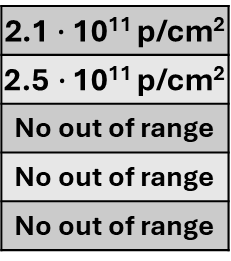 2.1 · 10¹¹ p/cm²
2.5 · 10¹¹ p/cm²
No out of range
No out of range
No out of range